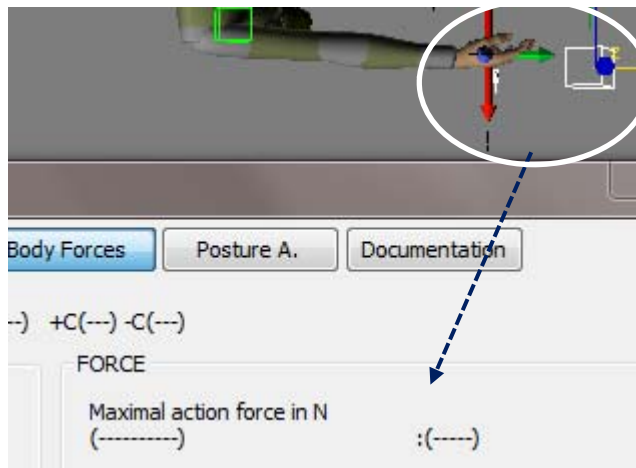 Body Forces Posture A. Documentation
--) +C(---) -C(---)
FORCE
Maximal action force in N
(----------) :(-----)